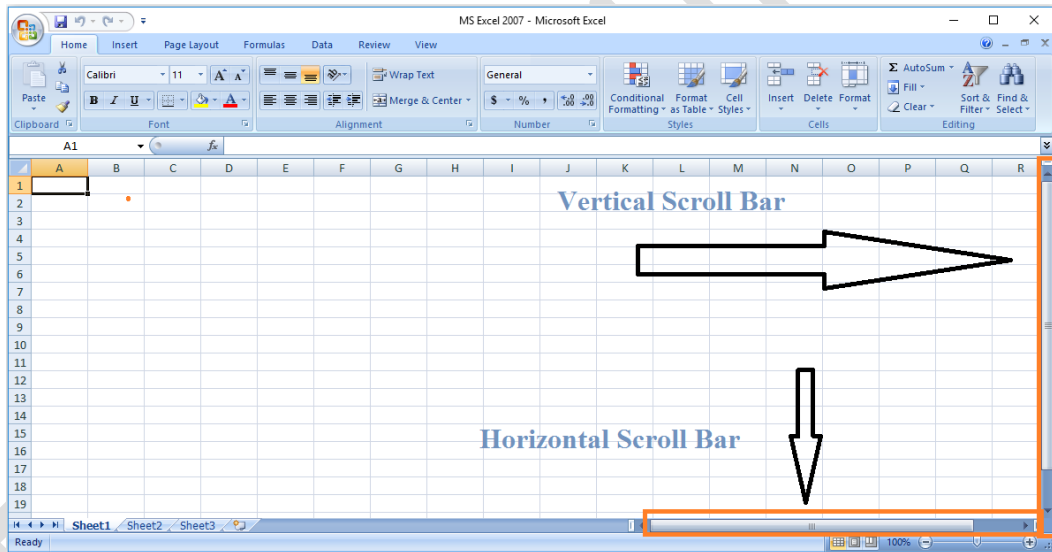 MS Excel 2007 - Microsoft Excel
Home Insert Page Layout Formulas Data Review View
Calibri 11 A A Wrap Text General Σ AutoSum
Fill
Paste B I U A Merge & Center $ % , .0 .00 .00 .0 Conditional Formatting Format as Table Cell Styles Insert Delete Format Clear Sort & Filter Find & Select
Clipboard Font Alignment Number Styles Cells Editing
A1 fx
A B C D E F G H I J K L M N O P Q R
1
2 Vertical Scroll Bar
3
4
5
6
7
8
9
10
11
12
13
14
15 Horizontal Scroll Bar
16
17
18
19
Sheet1 Sheet2 Sheet3
Ready 100%